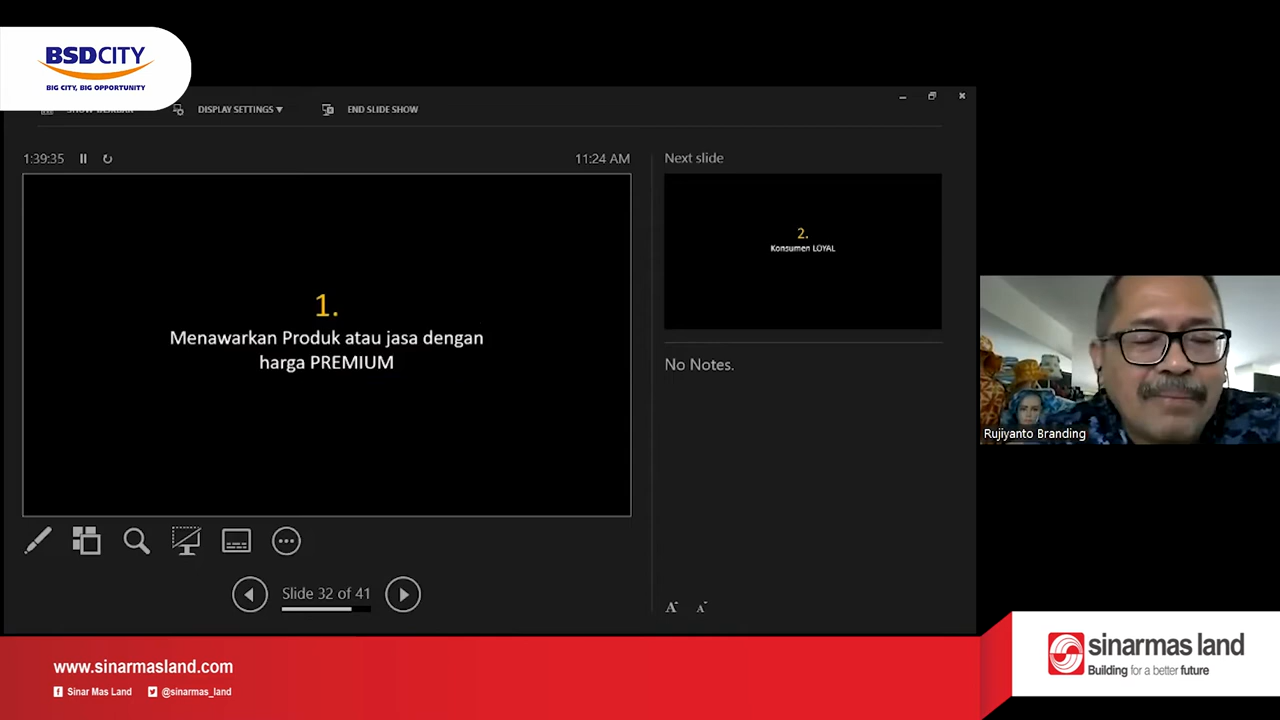 BSDCITY
BIG CITY, BIG OPPORTUNITY
DISPLAY SETTINGS ▼
END SLIDE SHOW
1:39:35
11:24 AM
Next slide
1.
Menawarkan Produk atau jasa dengan
harga PREMIUM
2.
Konsumen LOYAL
No Notes.
Rujiyanto Branding
Slide 32 of 41
A A
www.sinarmasland.com
Sinar Mas Land
@sinarmas_land
sinarmas land
Building for a better future